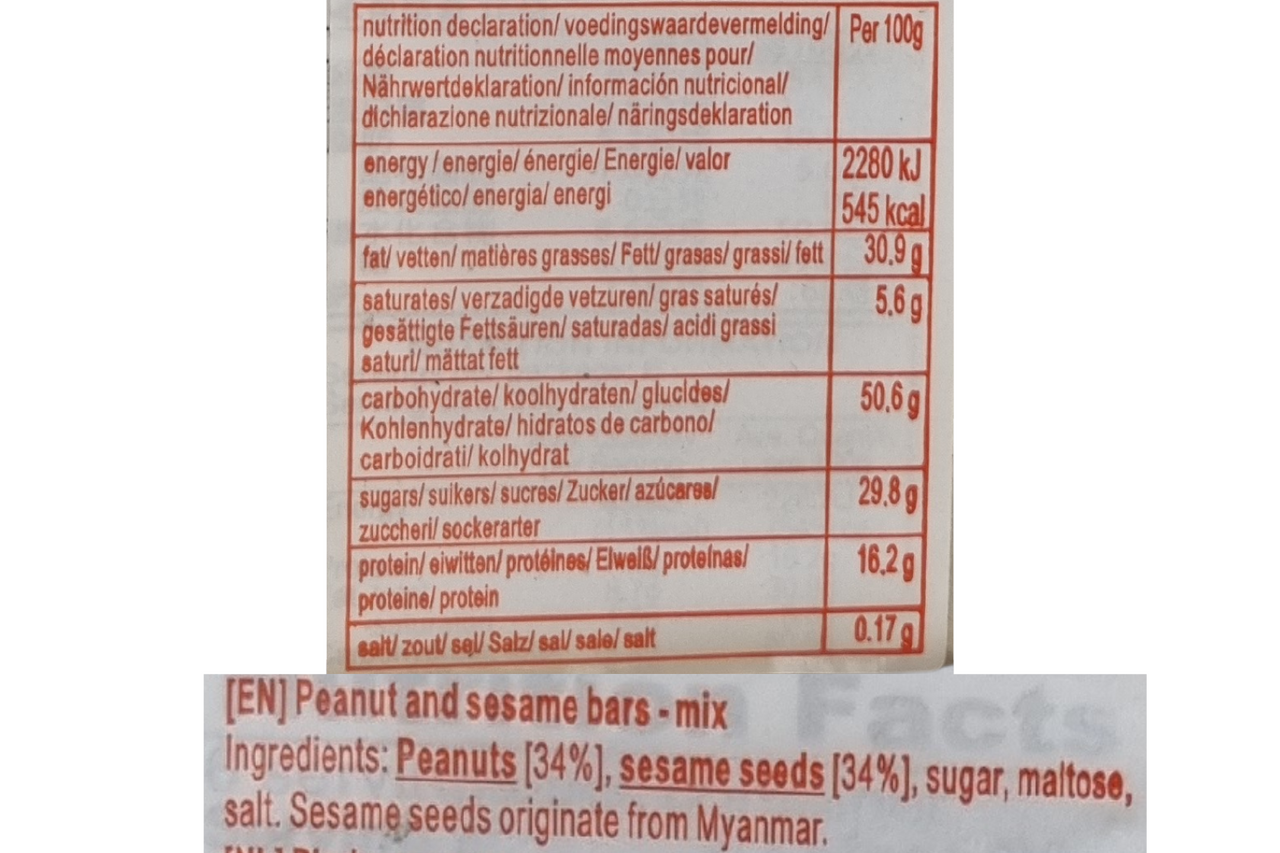 nutrition declaration/ voedingswaardevermelding/ Per 100g
déclaration nutritionnelle moyennes pour/
Nährwertdeklaration/ información nutricional/
dichiarazione nutrizionale/ näringsdeklaration
energy / energie/ énergie/ Energie/ valor 2280 kJ
energético/ energia/ energi 545 kcal
fat/ vetten/ matières grasses/ Fett/ grasas/ grassi/ fett 30,9 g
saturates/ verzadigde vetzuren/ gras saturés/ 5,6 g
gesättigte Fettsäuren/ saturadas/ acidi grassi
saturi/ mättat fett
carbohydrate/ koolhydraten/ glucides/ 50,6 g
Kohlenhydrate/ hidratos de carbono/
carboidrati/ kolhydrat
sugars/ suikers/ sucres/ Zucker/ azúcares/ 29,8 g
zuccheri/ sockerarter
protein/ eiwitten/ protéines/ Elweiß/ proteínas/ 16,2 g
proteine/ protein
salt/ zout/ sel/ Salz/ sal/ sale/ salt 0.17 g
[EN] Peanut and sesame bars - mix
Ingredients: Peanuts [34%], sesame seeds [34%], sugar, maltose,
salt. Sesame seeds originate from Myanmar.